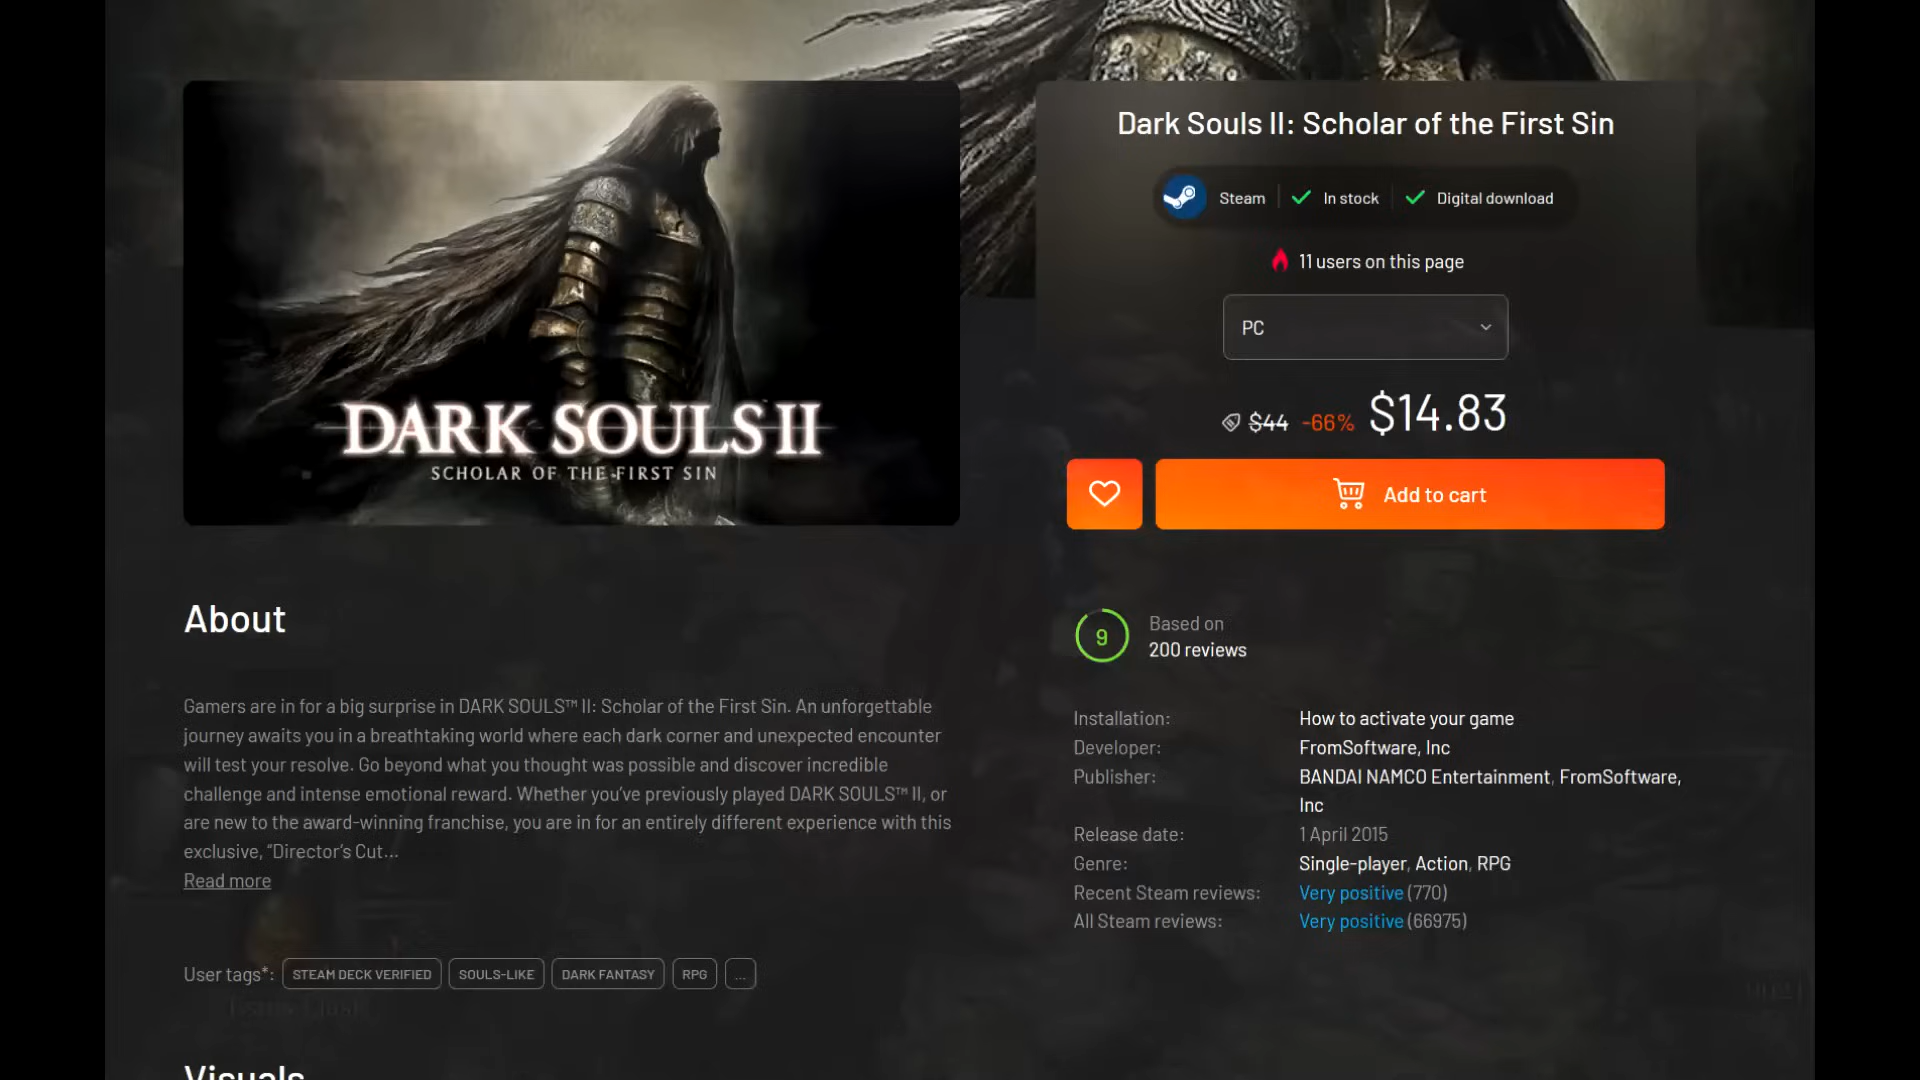 DARK SOULS II
SCHOLAR OF THE FIRST SIN
Dark Souls II: Scholar of the First Sin
Steam
In stock
Digital download
11 users on this page
PC
$44 -66% $14.83
Add to cart
About
Gamers are in for a big surprise in DARK SOULS™ II: Scholar of the First Sin. An unforgettable
journey awaits you in a breathtaking world where each dark corner and unexpected encounter
will test your resolve. Go beyond what you thought was possible and discover incredible
challenge and intense emotional reward. Whether you’ve previously played DARK SOULS™ II, or
are new to the award-winning franchise, you are in for an entirely different experience with this
exclusive, “Director’s Cut...
Read more
User tags*: STEAM DECK VERIFIED SOULS-LIKE DARK FANTASY RPG ...
9
Based on
200 reviews
Installation: How to activate your game
Developer: FromSoftware, Inc
Publisher: BANDAI NAMCO Entertainment, FromSoftware,
Inc
Release date: 1 April 2015
Genre: Single-player, Action, RPG
Recent Steam reviews: Very positive (770)
All Steam reviews: Very positive (66975)
Visuals